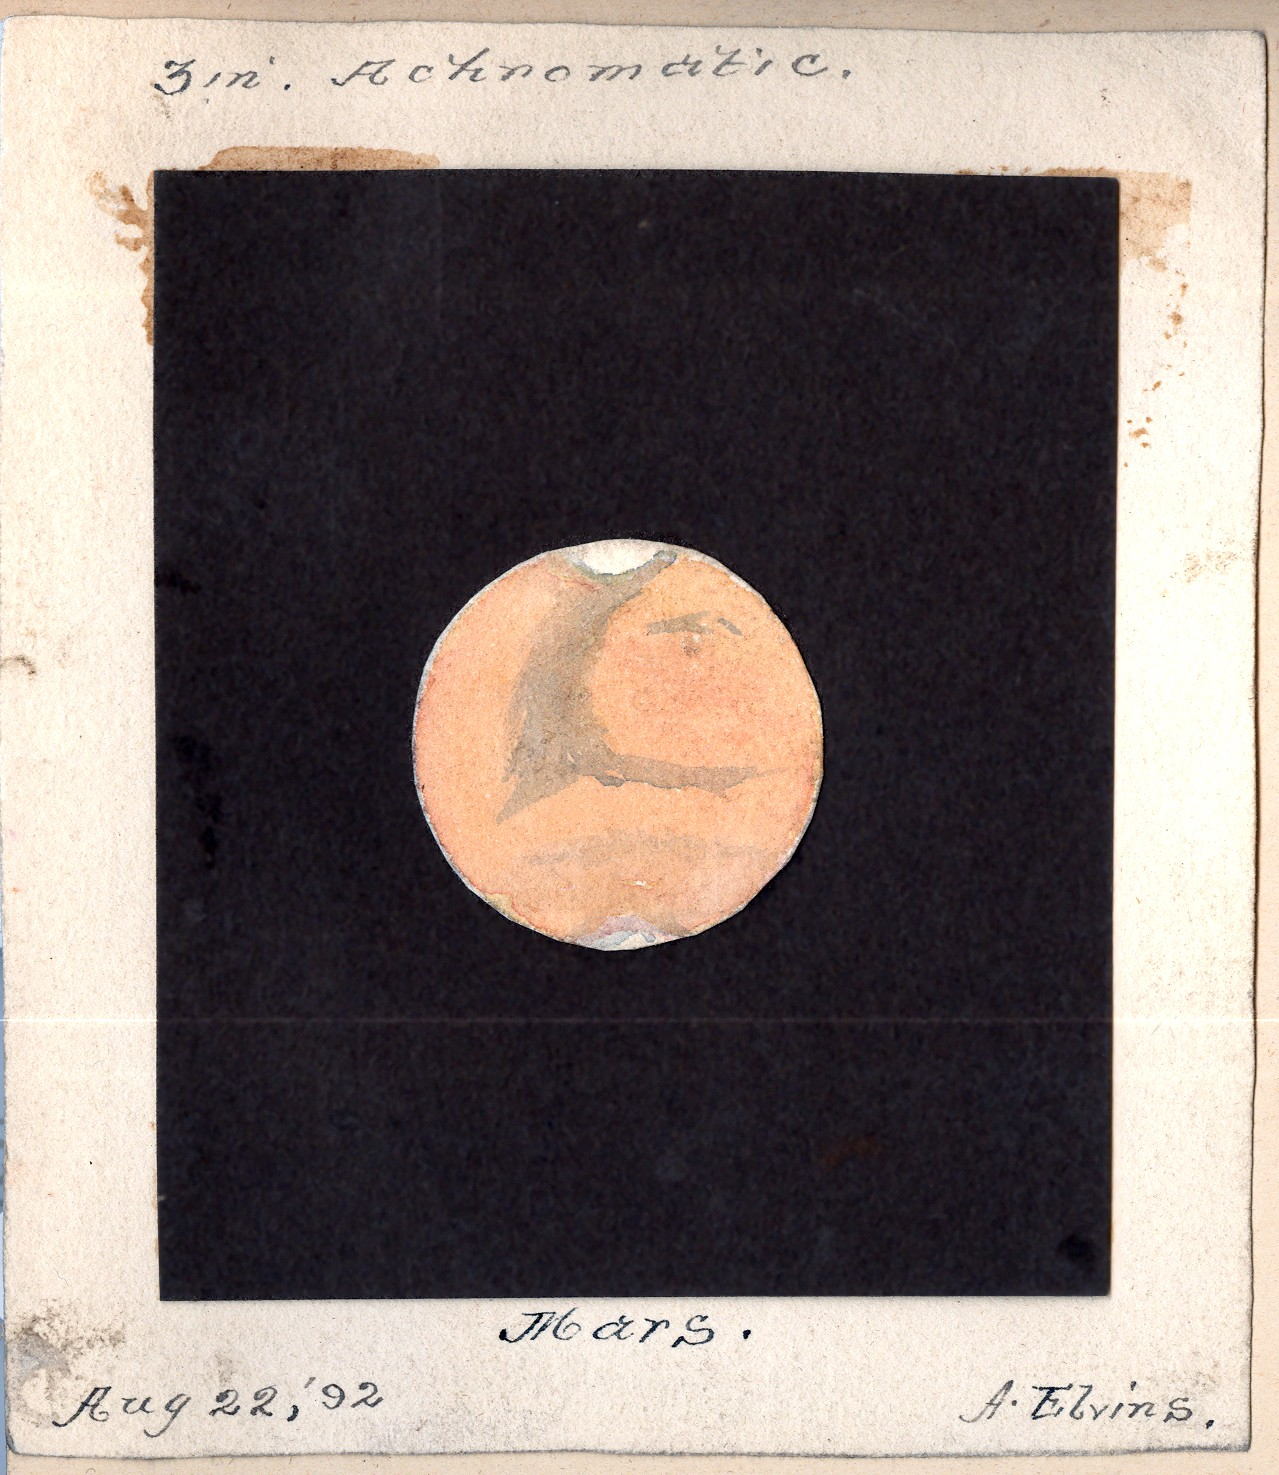 3in. Achromatic.
Mars.
Aug 22,'92
A. Elvins.